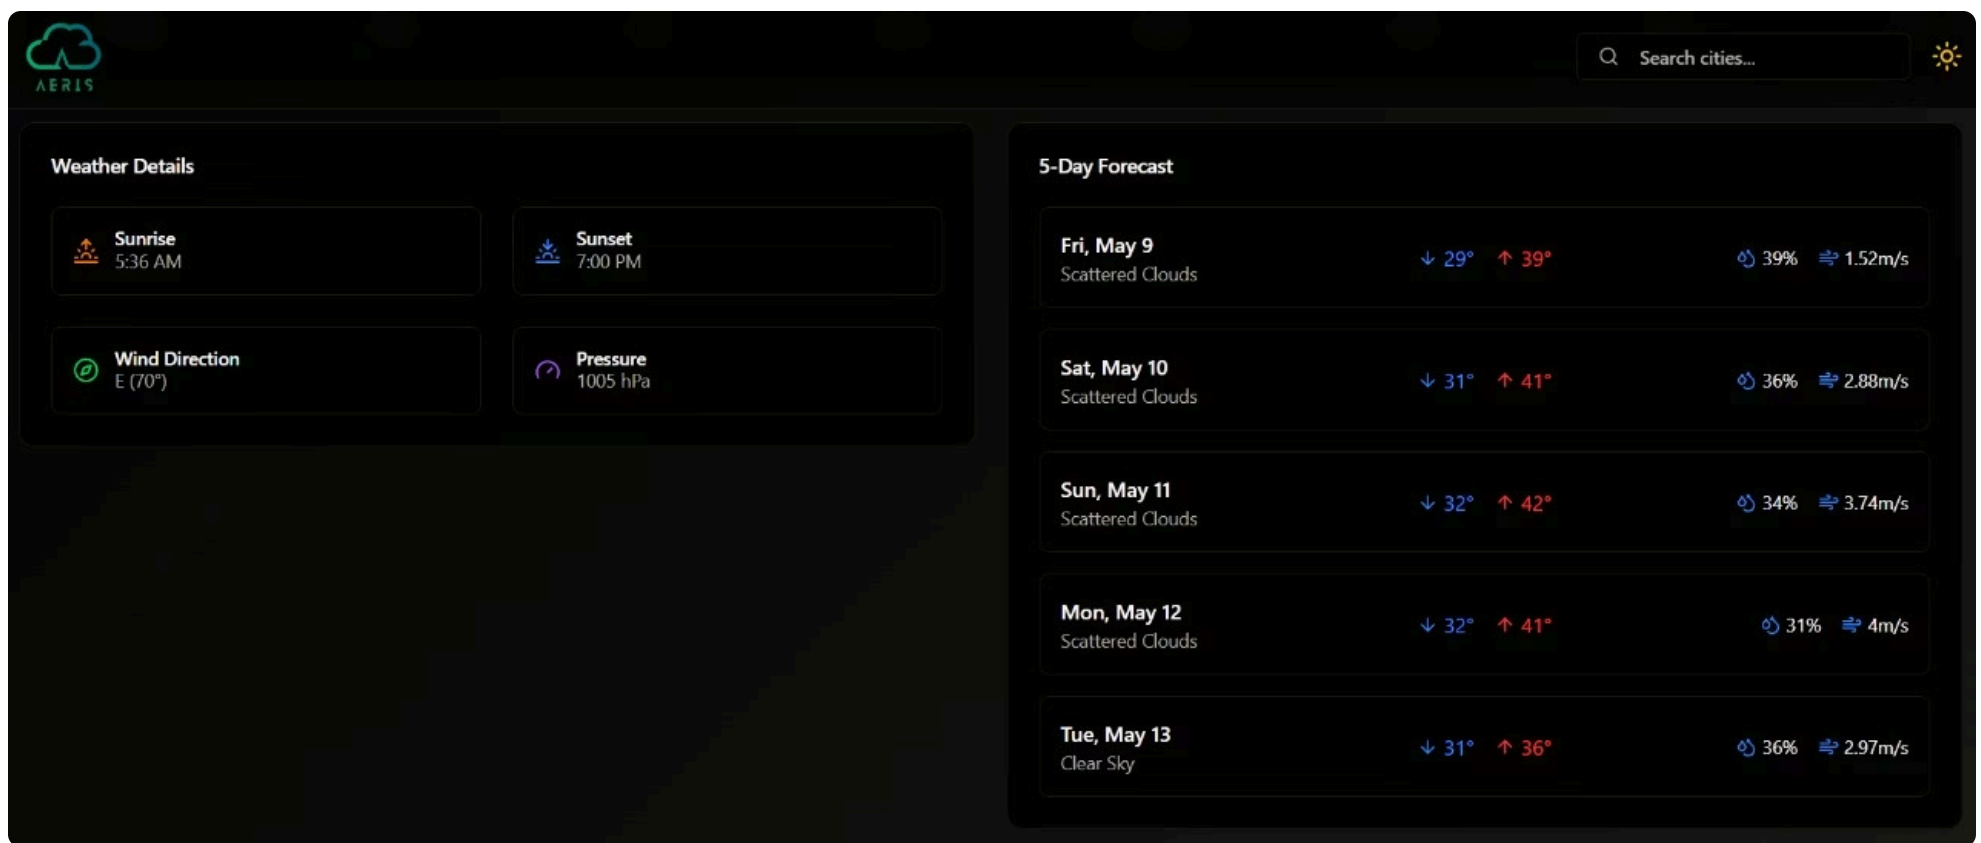 AERIS
Search cities...
Weather Details
Sunrise
5:36 AM
Sunset
7:00 PM
Wind Direction
E (70°)
Pressure
1005 hPa
5-Day Forecast
Fri, May 9
Scattered Clouds
29° 39°
39% 1.52m/s
Sat, May 10
Scattered Clouds
31° 41°
36% 2.88m/s
Sun, May 11
Scattered Clouds
32° 42°
34% 3.74m/s
Mon, May 12
Scattered Clouds
32° 41°
31% 4m/s
Tue, May 13
Clear Sky
31° 36°
36% 2.97m/s